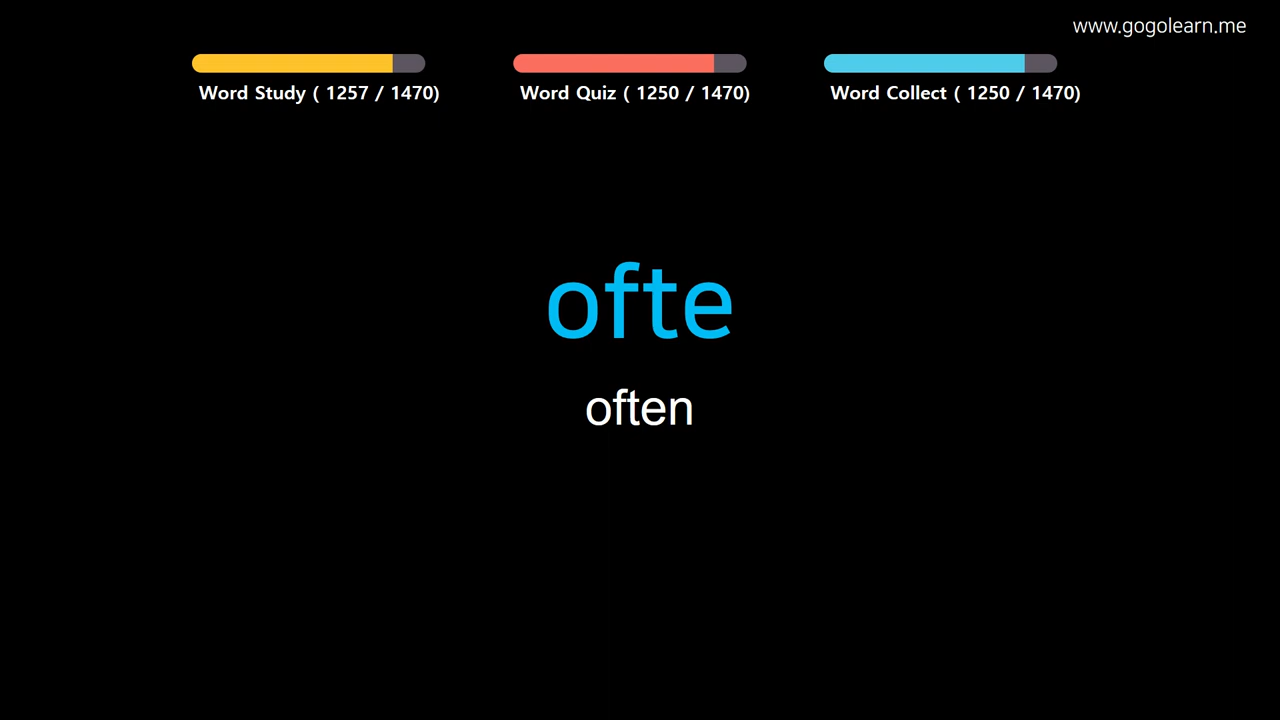 www.gogolearn.me
Word Study ( 1257 / 1470)
Word Quiz ( 1250 / 1470)
Word Collect ( 1250 / 1470)
ofte
often